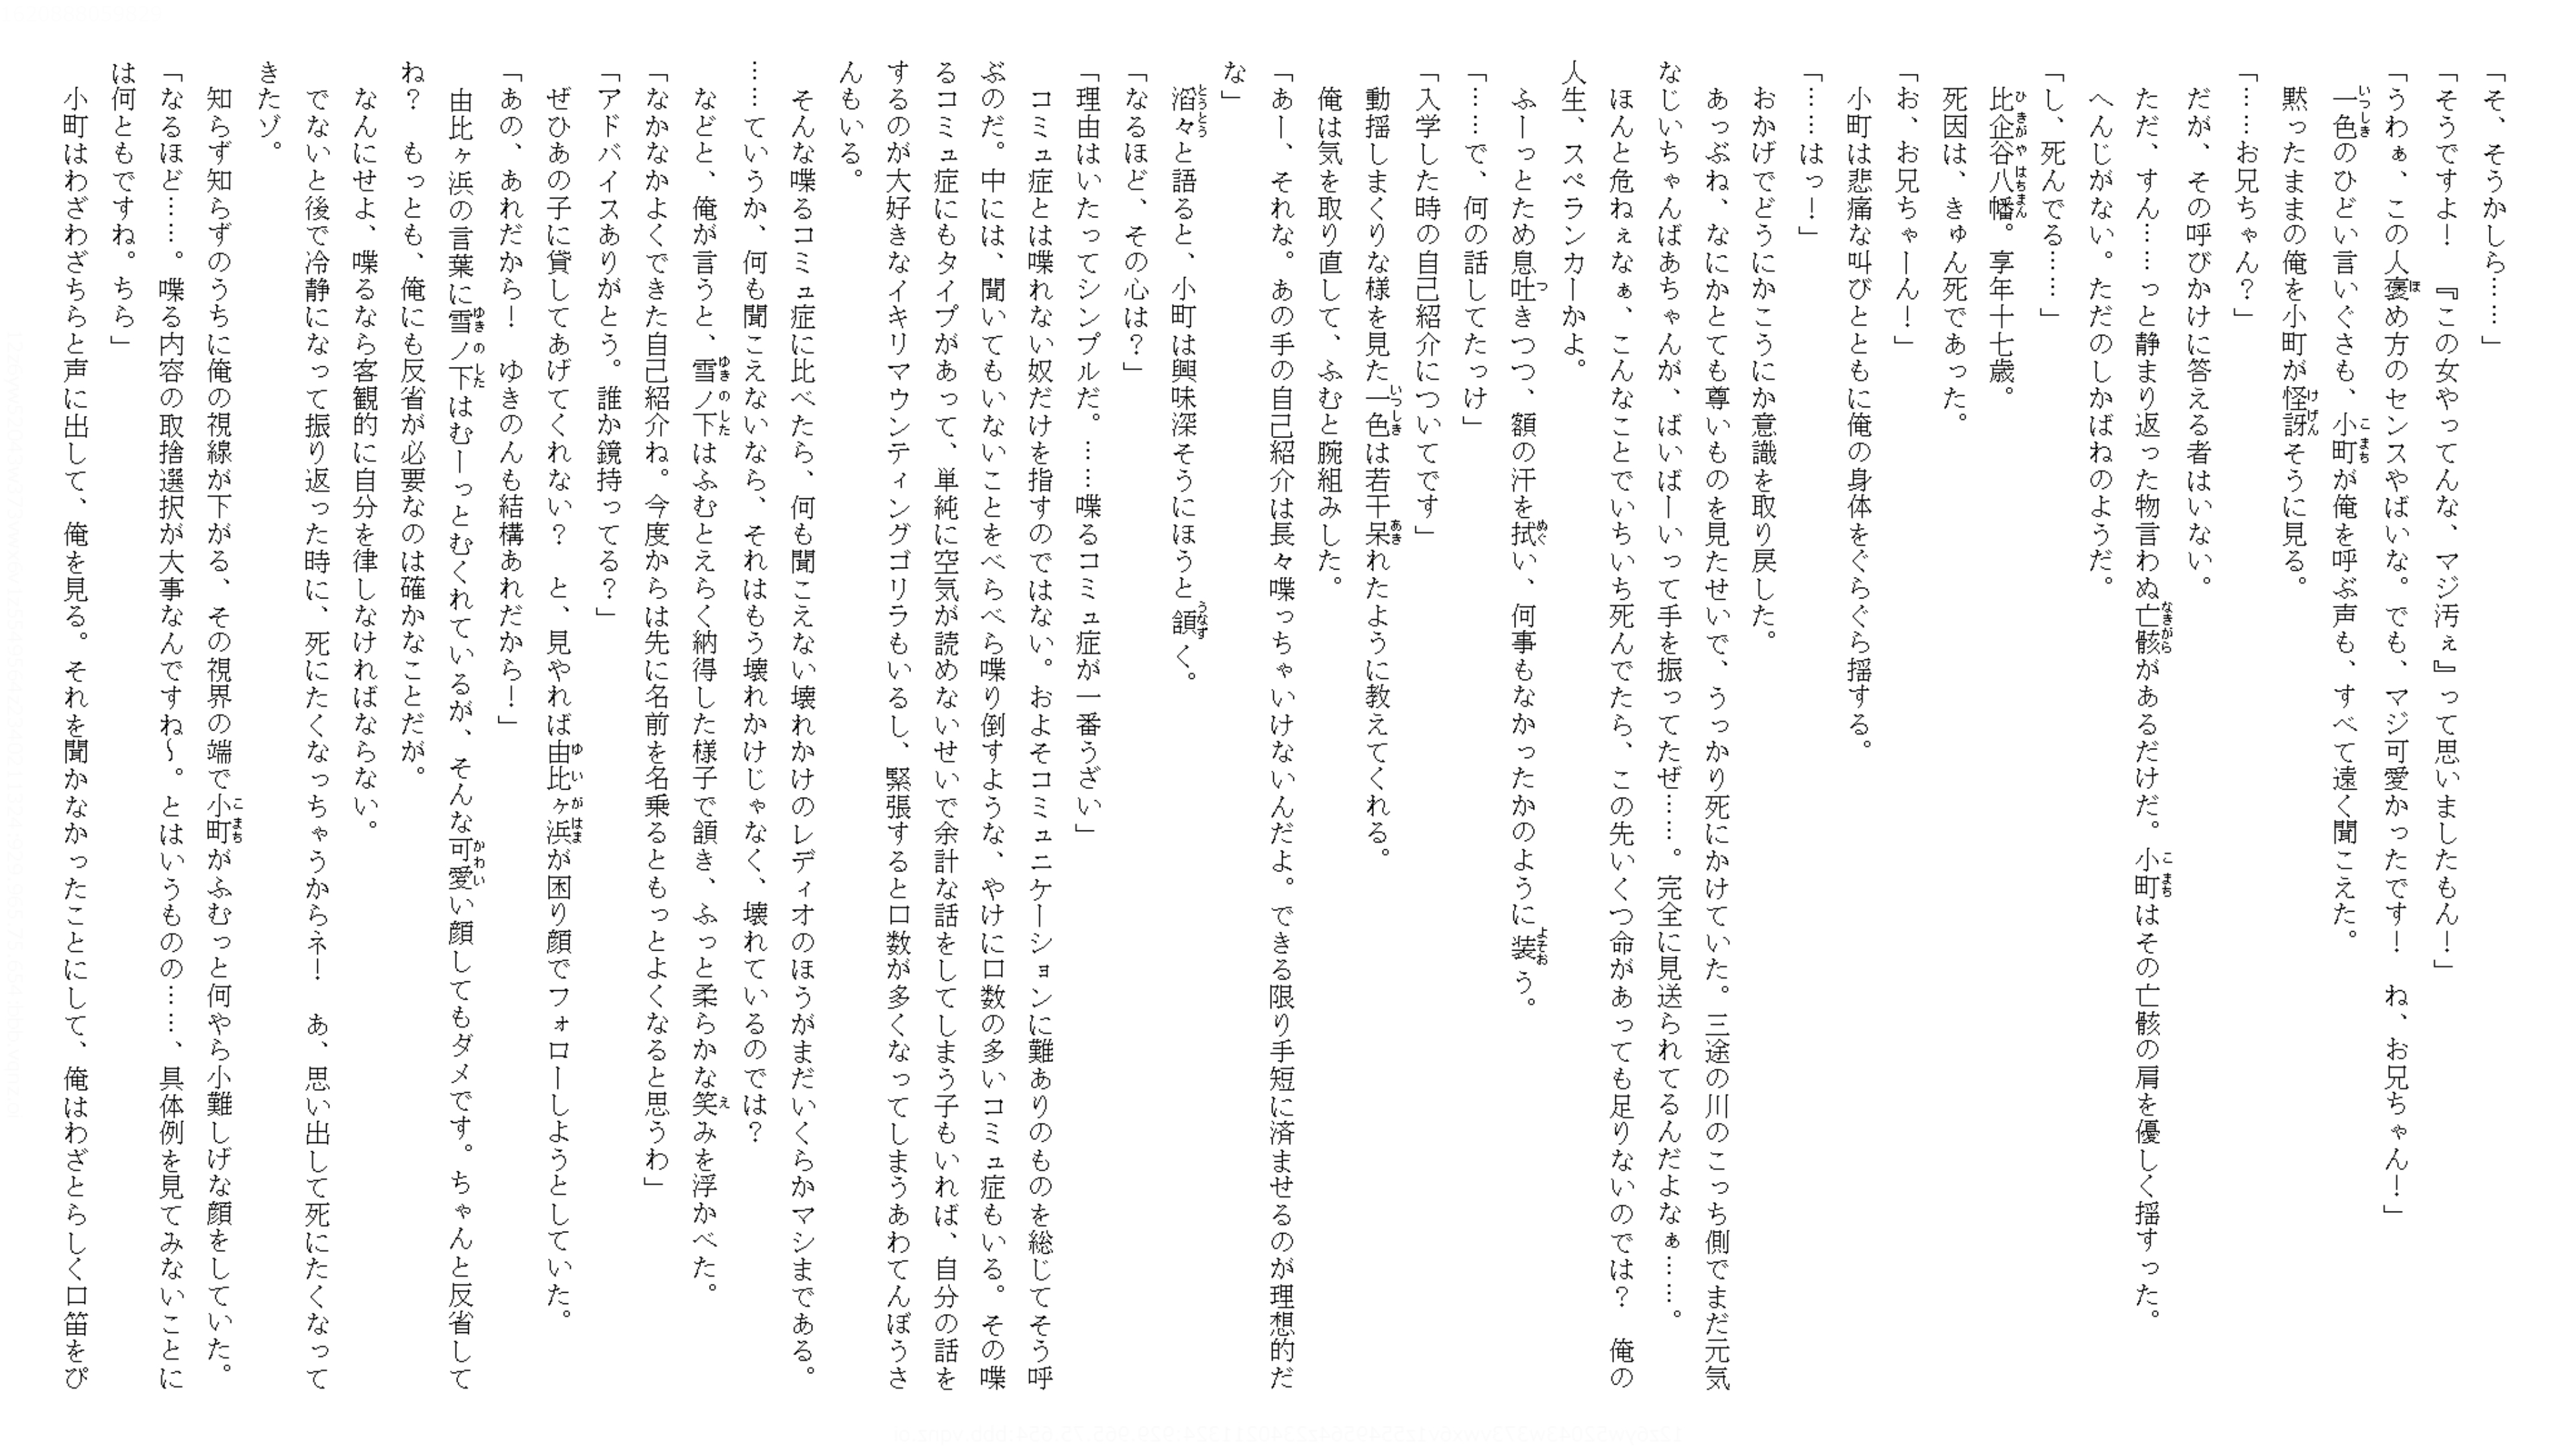 「そ、そうかしら……」
「そうですよ！　『この女やってんな、マジ汚ぇ』って思いましたもん！」
「うわぁ、この人褒め方のセンスやばいな。でも、マジ可愛かったです！　ね、お兄ちゃん！」
一色のひどい言いぐさも、小町が俺を呼ぶ声も、すべて遠く聞こえた。
黙ったままの俺を小町が怪訝そうに見る。
「……お兄ちゃん？」
だが、その呼びかけに答える者はいない。
ただ、すん……っと静まり返った物言わぬ亡骸があるだけだ。小町はその亡骸の肩を優しく揺すった。
へんじがない。ただのしかばねのようだ。
「し、死んでる……」
比企谷八幡。享年十七歳。
死因は、きゅん死であった。
「お、お兄ちゃーん！」
小町は悲痛な叫びとともに俺の身体をぐらぐら揺する。
「……はっ！」
おかげでどうにかこうにか意識を取り戻した。
あっぶね、なにかとても尊いものを見たせいで、うっかり死にかけていた。三途の川のこっち側でまだ元気
なじいちゃんばあちゃんが、ばいばーいって手を振ってたぜ……。完全に見送られてるんだよなぁ……。
ほんと危ねぇなぁ、こんなことでいちいち死んでたら、この先いくつ命があっても足りないのでは？　俺の
人生、スペランカーかよ。
ふーっとため息吐きつつ、額の汗を拭い、何事もなかったかのように装う。
「……で、何の話してたっけ」
「入学した時の自己紹介についてです」
動揺しまくりな様を見た一色は若干呆れたように教えてくれる。
俺は気を取り直して、ふむと腕組みした。
「あー、それな。あの手の自己紹介は長々喋っちゃいけないんだよ。できる限り手短に済ませるのが理想的だ
な」
滔々と語ると、小町は興味深そうにほうと頷く。
「なるほど、その心は？」
「理由はいたってシンプルだ。……喋るコミュ症が一番うざい」
コミュ症とは喋れない奴だけを指すのではない。およそコミュニケーションに難ありのものを総じてそう呼
ぶのだ。中には、聞いてもいないことをべらべら喋り倒すような、やけに口数の多いコミュ症もいる。その喋
るコミュ症にもタイプがあって、単純に空気が読めないせいで余計な話をしてしまう子もいれば、自分の話を
するのが大好きなイキリマウンティングゴリラもいるし、緊張すると口数が多くなってしまうあわてんぼうさ
んもいる。
そんな喋るコミュ症に比べたら、何も聞こえない壊れかけのレディオのほうがまだいくらかマシまである。
……ていうか、何も聞こえないなら、それはもう壊れかけじゃなく、壊れているのでは？
などと、俺が言うと、雪ノ下はふむとえらく納得した様子で頷き、ふっと柔らかな笑みを浮かべた。
「なかなかよくできた自己紹介ね。今度からは先に名前を名乗るともっとよくなると思うわ」
「アドバイスありがとう。誰か鏡持ってる？」
ぜひあの子に貸してあげてくれない？　と、見やれば由比ヶ浜が困り顔でフォローしようとしていた。
「あの、あれだから！　ゆきのんも結構あれだから！」
由比ヶ浜の言葉に雪ノ下はむーっとむくれているが、そんな可愛い顔してもダメです。ちゃんと反省して
ね？　もっとも、俺にも反省が必要なのは確かなことだが。
なんにせよ、喋るなら客観的に自分を律しなければならない。
でないと後で冷静になって振り返った時に、死にたくなっちゃうからネ！　あ、思い出して死にたくなって
きたゾ。
知らず知らずのうちに俺の視線が下がる、その視界の端で小町がふむっと何やら小難しげな顔をしていた。
「なるほど……。喋る内容の取捨選択が大事なんですね〜。とはいうものの……、具体例を見てみないことに
は何ともですね。ちら」
小町はわざわざちらと声に出して、俺を見る。それを聞かなかったことにして、俺はわざとらしく口笛をぴ